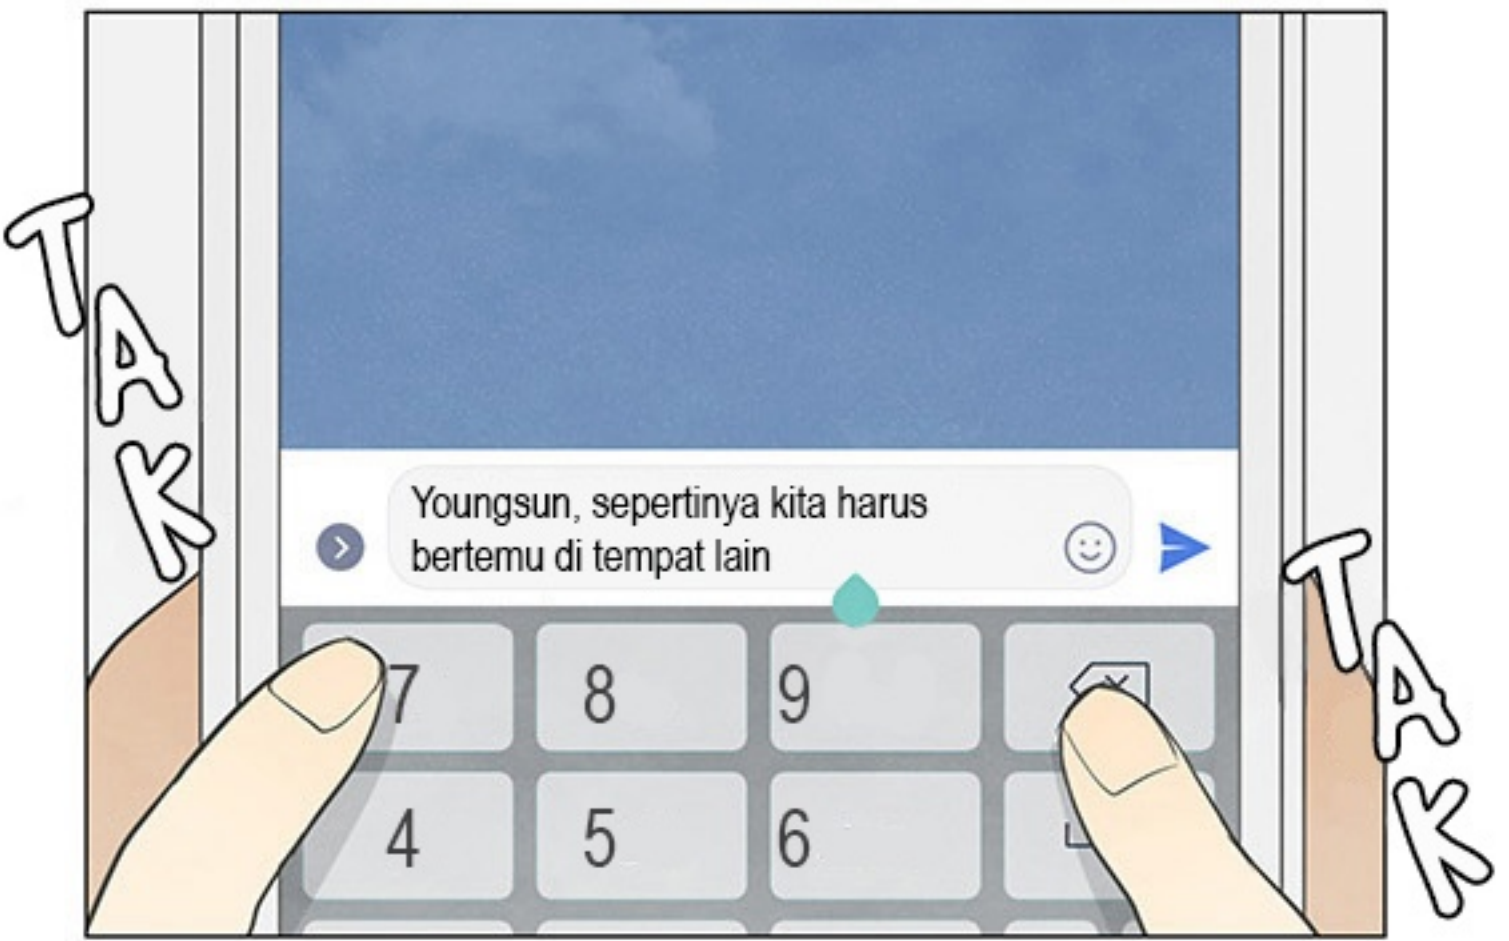 TAK
Youngsun, sepertinya kita harus
bertemu di tempat lain
TAK
7 8 9
4 5 6